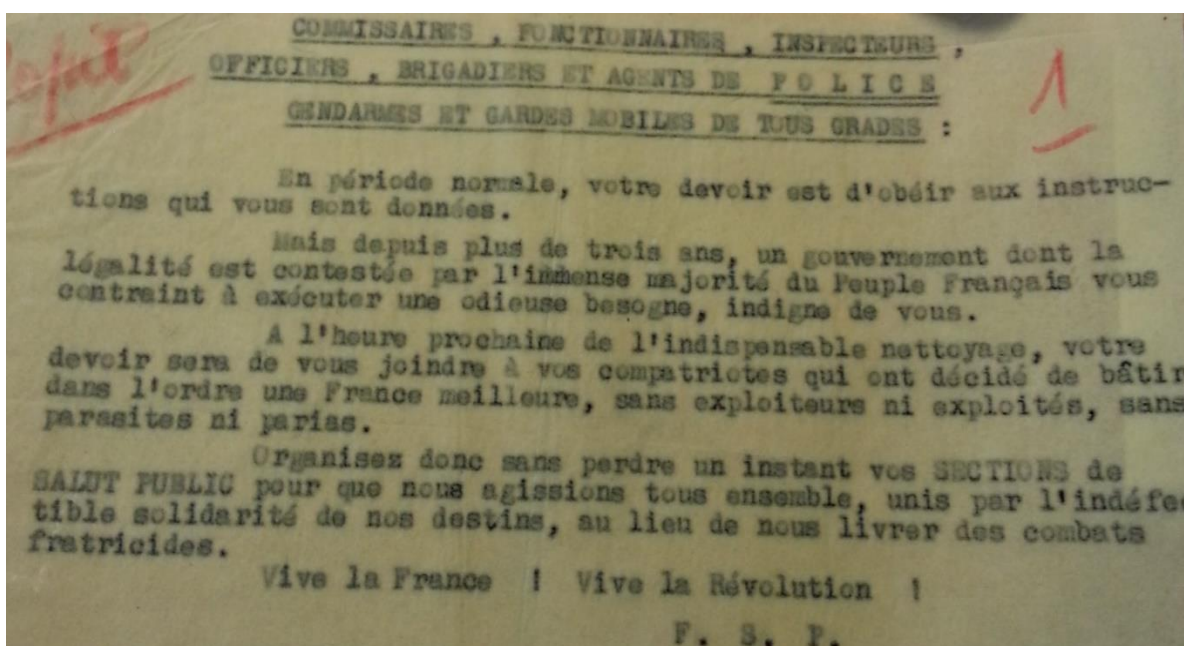 COMMISSAIRES , FONCTIONNAIRES , INSPECTEURS ,
OFFICIERS , BRIGADIERS ET AGENTS DE P O L I C E
GENDARMES ET GARDES MOBILES DE TOUS GRADES :
1
En période normale, votre devoir est d'obéir aux instruc-
tions qui vous sont données.
Mais depuis plus de trois ans, un gouvernement dont la
légalité est contestée par l'immense majorité du Peuple Français vous
contraint à exécuter une odieuse besogne, indigne de vous.
A l'heure prochaine de l'indispensable nettoyage, votre
devoir sera de vous joindre à vos compatriotes qui ont décidé de bâtir
dans l'ordre une France meilleure, sans exploiteurs ni exploités, sans
parasites ni parias.
Organisez donc sans perdre un instant vos SECTIONS de
SALUT PUBLIC pour que nous agissions tous ensemble, unis par l'indéfec
tible solidarité de nos destins, au lieu de nous livrer des combats
fratricides.
Vive la France ! Vive la Révolution !
F. S. P.